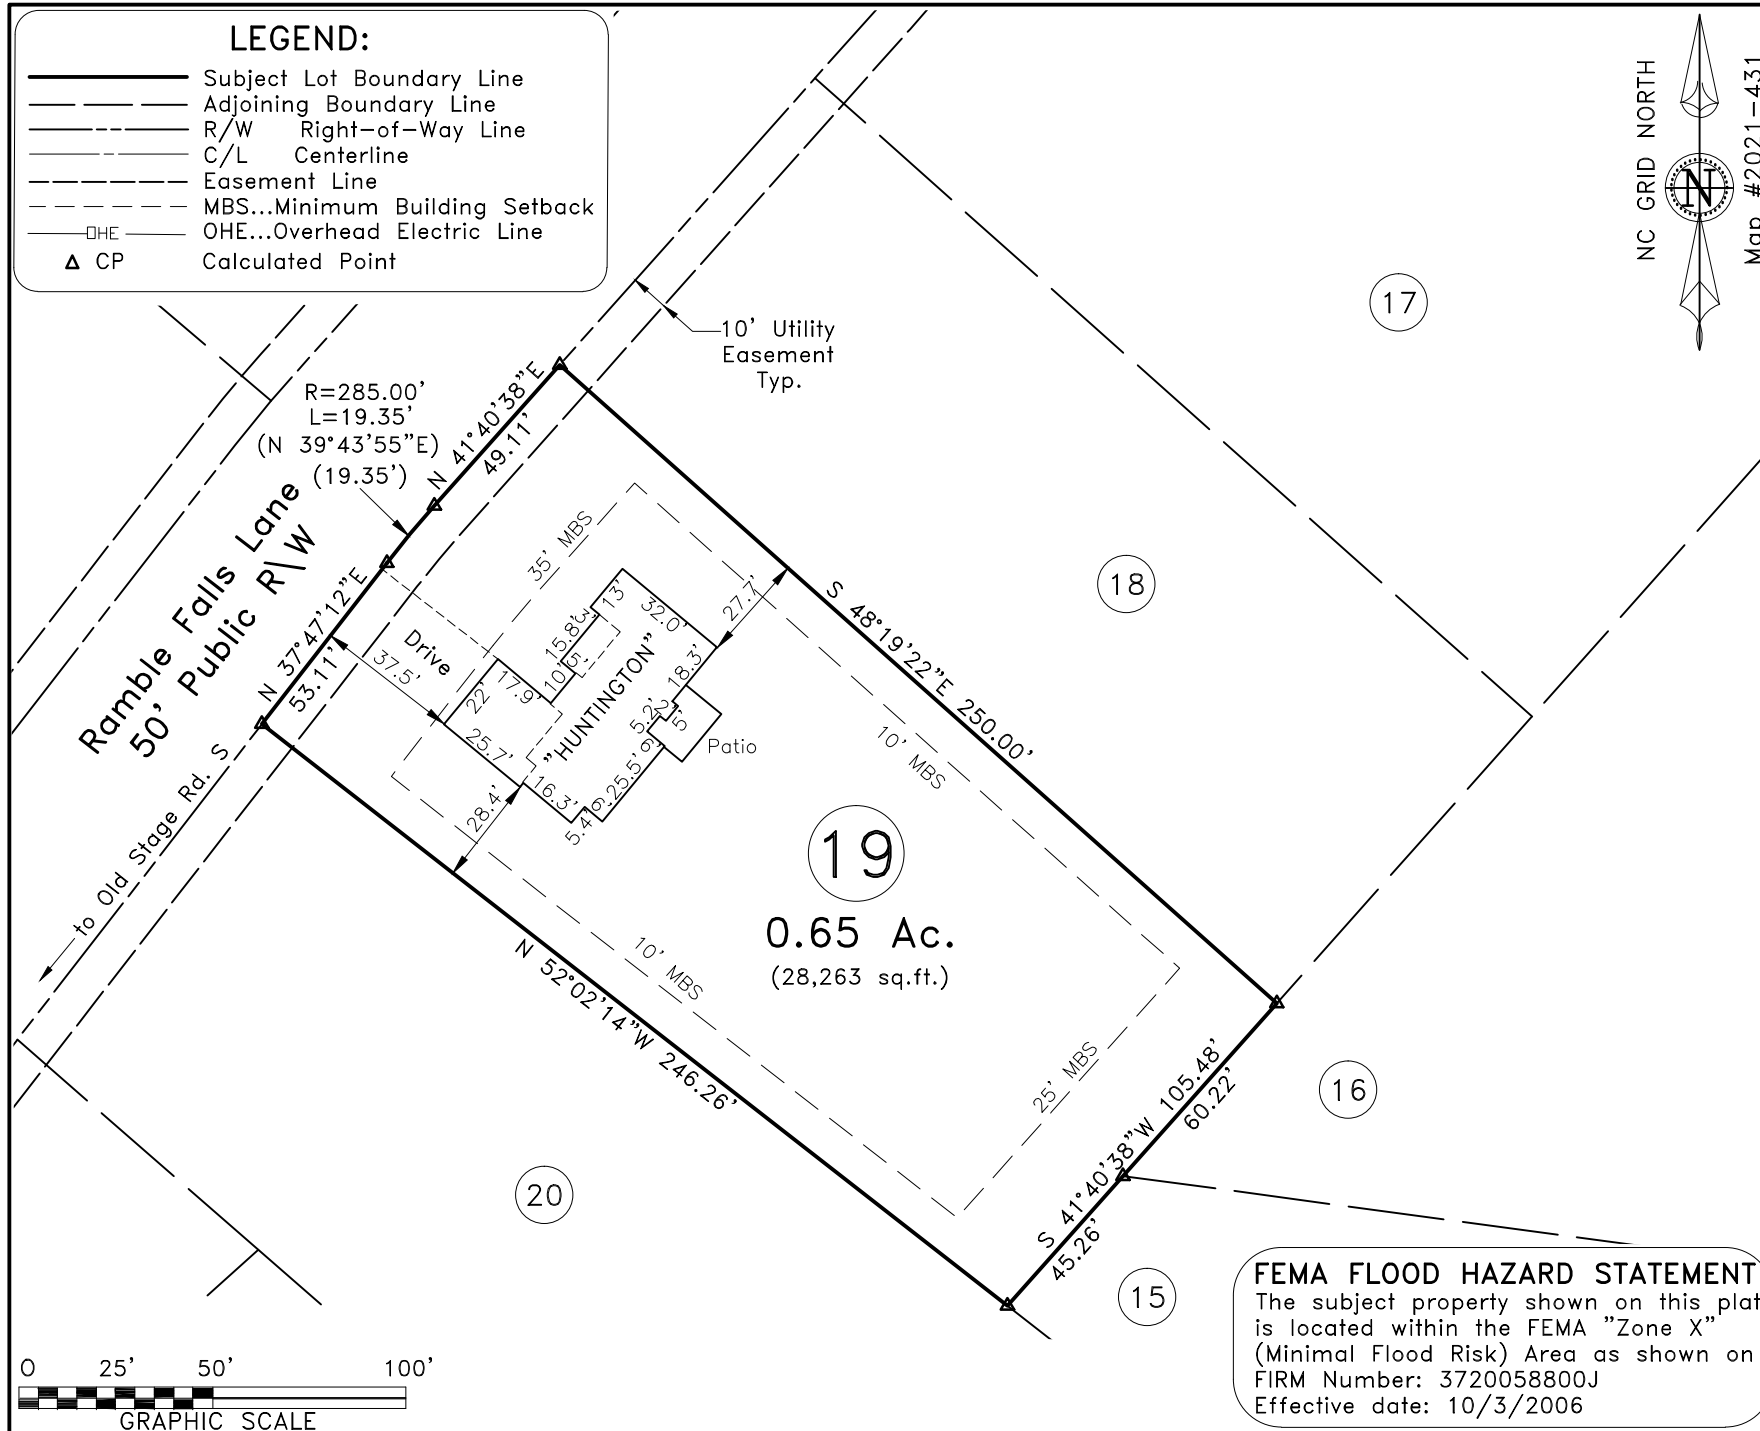 LEGEND:
Subject Lot Boundary Line
Adjoining Boundary Line
R/W Right-of-Way Line
C/L Centerline
Easement Line
MBS...Minimum Building Setback
OHE OHE...Overhead Electric Line
CP Calculated Point
NC GRID NORTH
N
Map #2021-431
17
10' Utility
Easement
Typ.
R=285.00'
L=19.35'
(N 39°43'55"E)
(19.35')
N 41°40'38"E
49.11'
Ramble Falls Lane
50' Public R\W
N 37°47'12"E
53.11'
to Old Stage Rd. S
35' MBS
Drive
37.5'
13'
32.0'
27.7'
15.8'
3'
5'
10'
17.9'
22'
25.7'
"HUNTINGTON"
18.3'
2'
5.2'
5'
6'
Patio
25.5'
16.3'
6'
5.4'
28.4'
S 48°19'22"E 250.00'
10' MBS
18
19
0.65 Ac.
(28,263 sq.ft.)
10' MBS
N 52°02'14"W 246.26'
25' MBS
S 41°40'38"W 105.48'
60.22'
45.26'
16
20
15
FEMA FLOOD HAZARD STATEMENT
The subject property shown on this plat
is located within the FEMA "Zone X"
(Minimal Flood Risk) Area as shown on
FIRM Number: 3720058800J
Effective date: 10/3/2006
0 25' 50' 100'
GRAPHIC SCALE